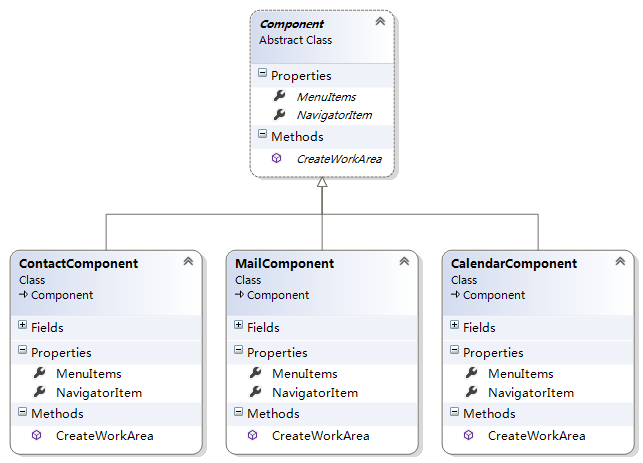 Component
Abstract Class
Properties
MenuItems
NavigatorItem
Methods
CreateWorkArea
ContactComponent
Class
Component
Fields
Properties
MenuItems
NavigatorItem
Methods
CreateWorkArea
MailComponent
Class
Component
Fields
Properties
MenuItems
NavigatorItem
Methods
CreateWorkArea
CalendarComponent
Class
Component
Fields
Properties
MenuItems
NavigatorItem
Methods
CreateWorkArea